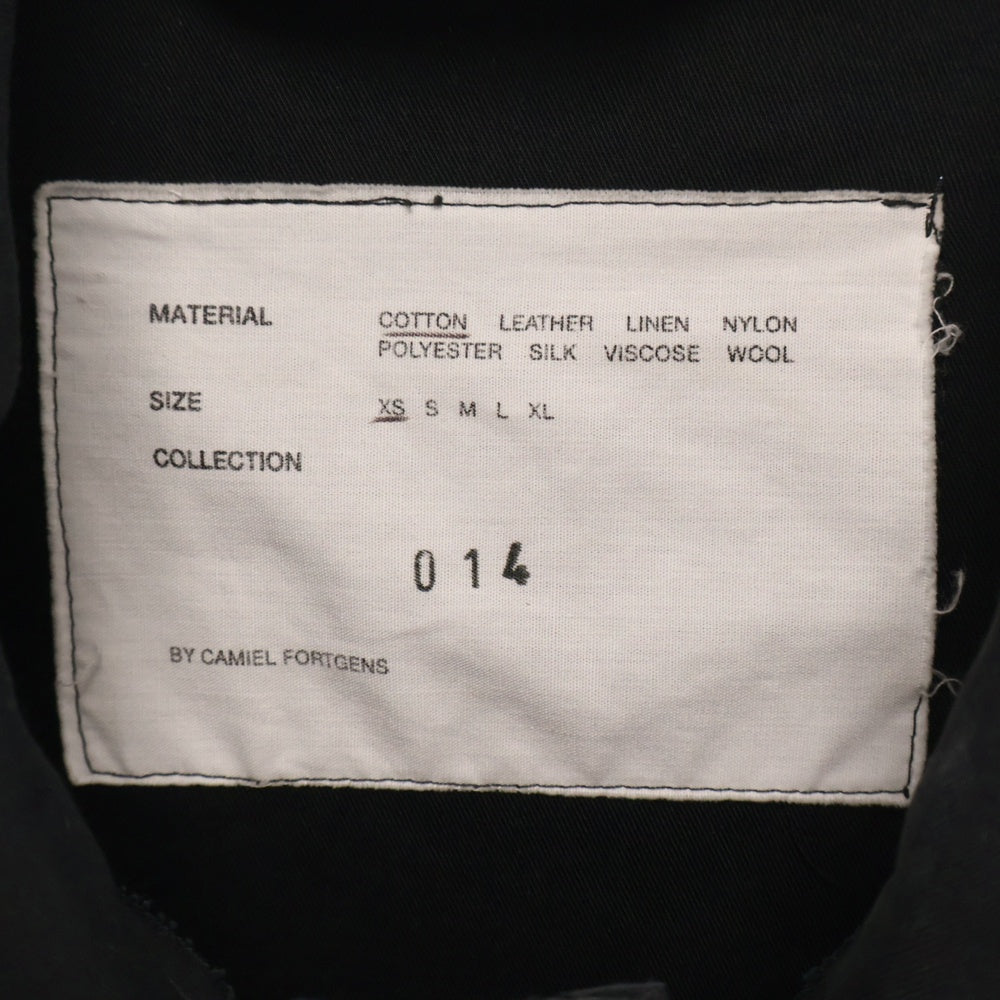 MATERIAL COTTON LEATHER LINEN NYLON
POLYESTER SILK VISCOSE WOOL
SIZE XS S M L XL
COLLECTION
014
BY CAMIEL FORTGENS